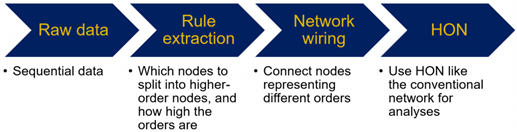 Raw data
Rule
extraction
Network
wiring
HON
• Sequential data
• Which nodes to
split into higher-
order nodes, and
how high the
orders are
• Connect nodes
representing
different orders
• Use HON like
the conventional
network for
analyses